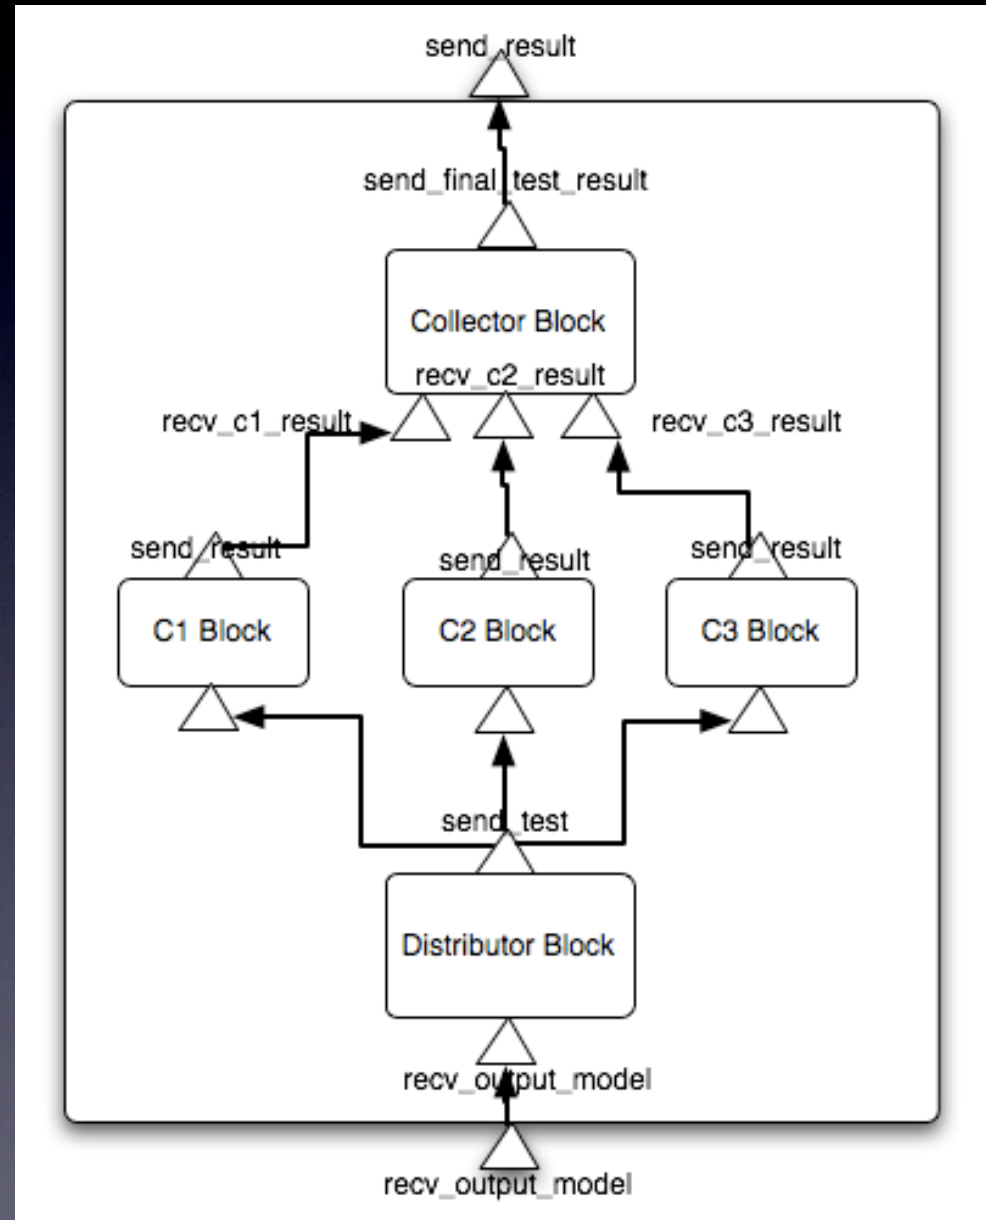 send_result
send_final_test_result
Collector Block
recv_c2_result
recv_c1_result
recv_c3_result
send_result
send_result
send_result
C1 Block
C2 Block
C3 Block
send_test
Distributor Block
recv_output_model
recv_output_model